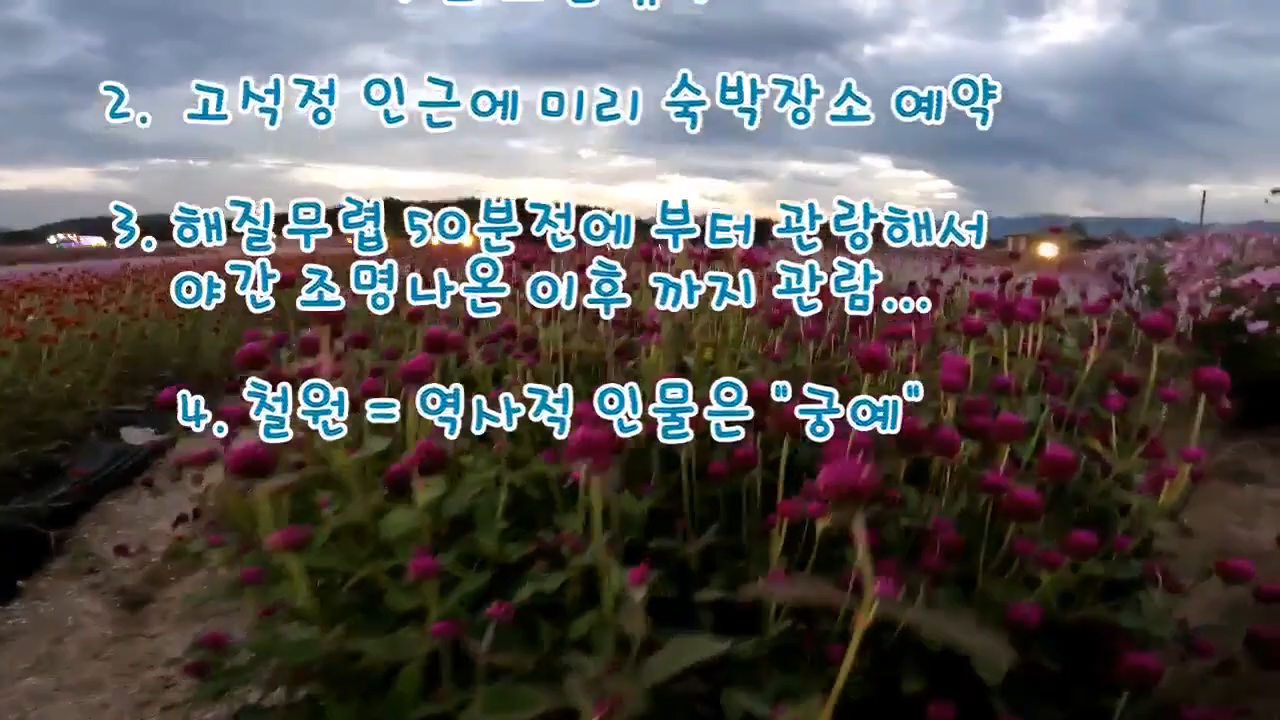 2. 고석정 인근에 미리 숙박장소 예약
3. 해질무렵 50분전에 부터 관랑해서
야간 조명나온 이후 까지 관람...
4. 철원 = 역사적 인물은 "궁예"